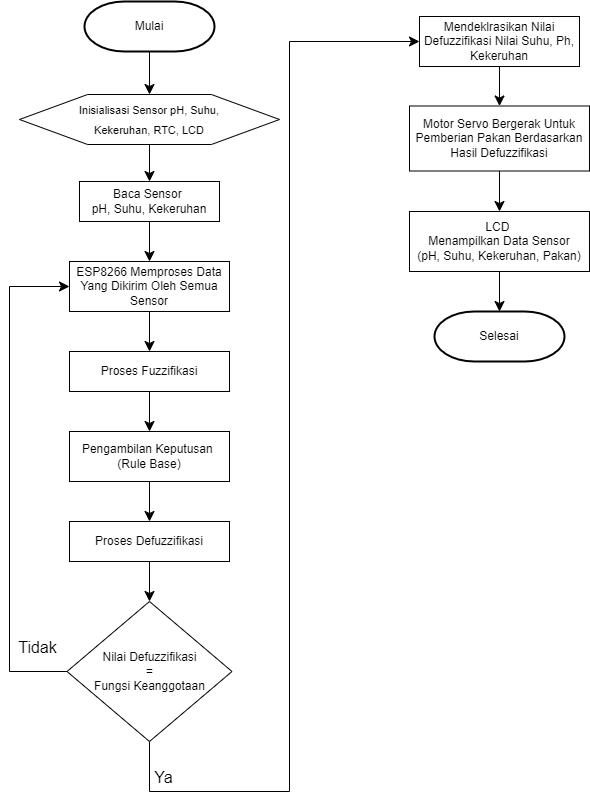 Mulai
Inisialisasi Sensor pH, Suhu,
Kekeruhan, RTC, LCD
Baca Sensor
pH, Suhu, Kekeruhan
ESP8266 Memproses Data
Yang Dikirim Oleh Semua
Sensor
Proses Fuzzifikasi
Pengambilan Keputusan
(Rule Base)
Proses Defuzzifikasi
Tidak
Nilai Defuzzifikasi
=
Fungsi Keanggotaan
Ya
Mendeklrasikan Nilai
Defuzzifikasi Nilai Suhu, Ph,
Kekeruhan
Motor Servo Bergerak Untuk
Pemberian Pakan Berdasarkan
Hasil Defuzzifikasi
LCD
Menampilkan Data Sensor
(pH, Suhu, Kekeruhan, Pakan)
Selesai